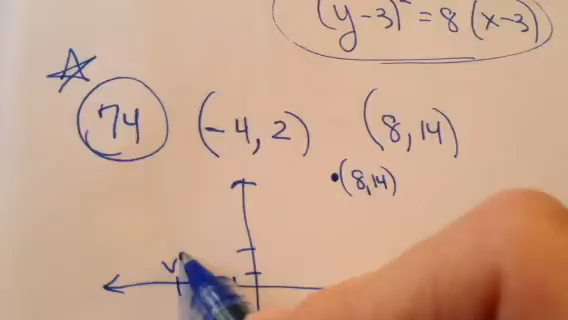 (y-3)² = 8 (x-3)
74 (-4, 2) (8, 14)
(8, 14)
V